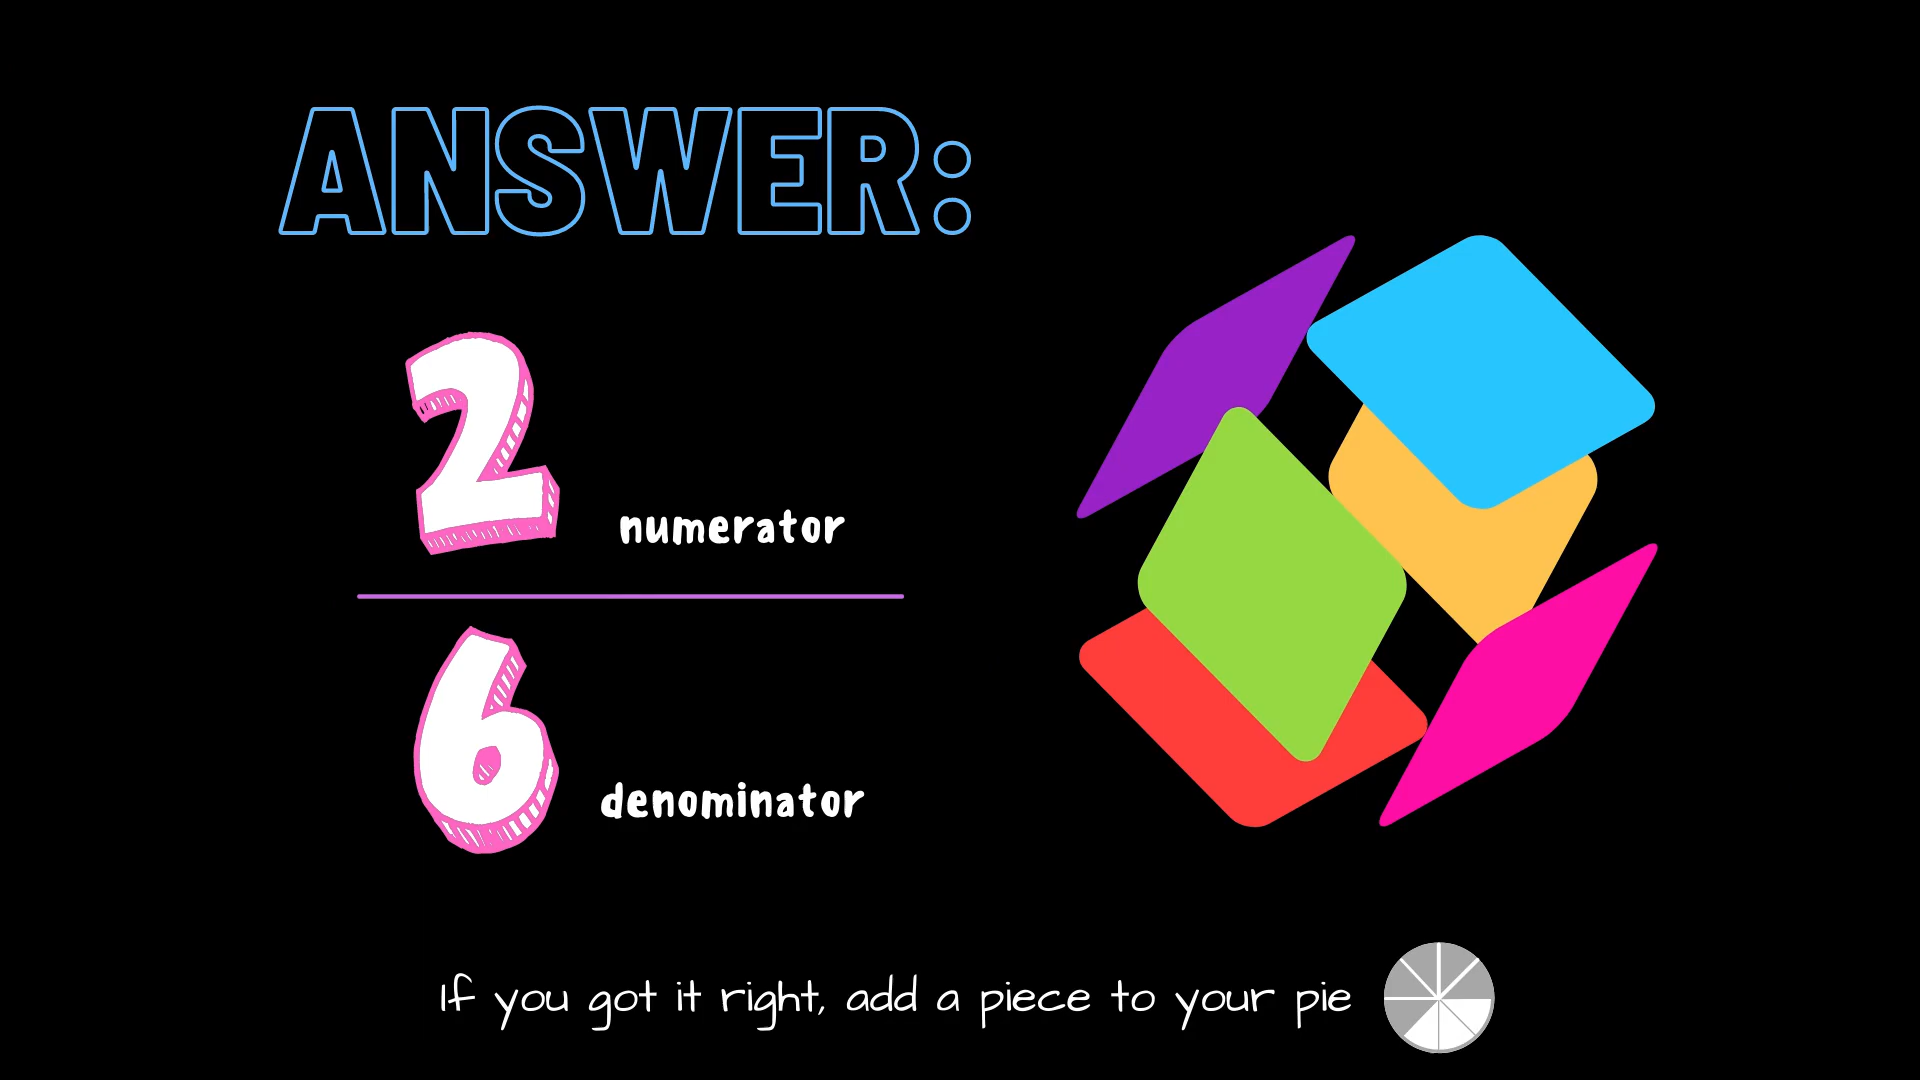 ANSWER:
2
numerator
6
denominator
If you got it right, add a piece to your pie